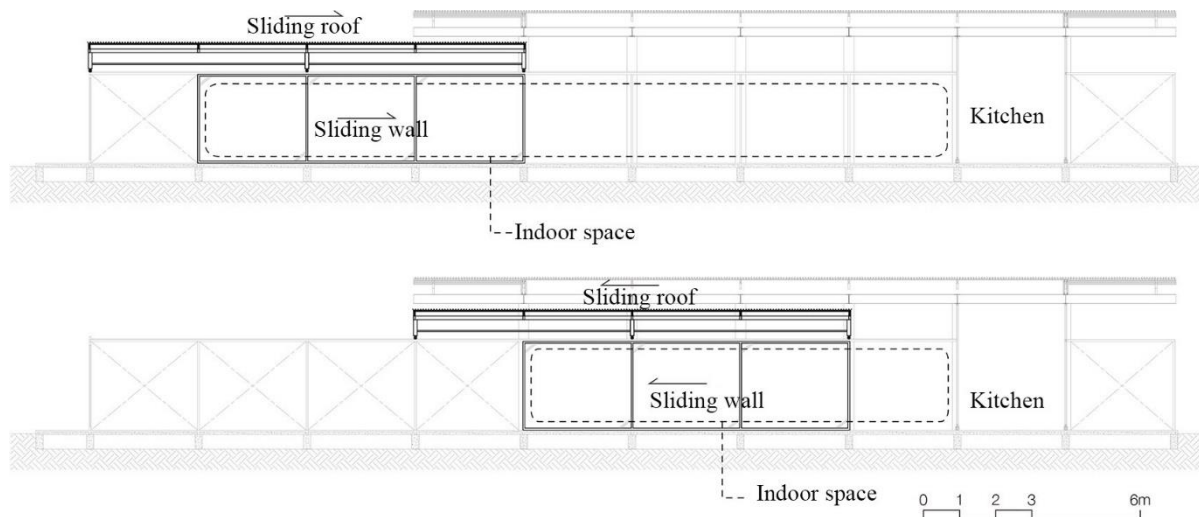 Sliding roof
Sliding wall
Kitchen
Indoor space
Sliding roof
Sliding wall
Kitchen
Indoor space
0 1 2 3 6m